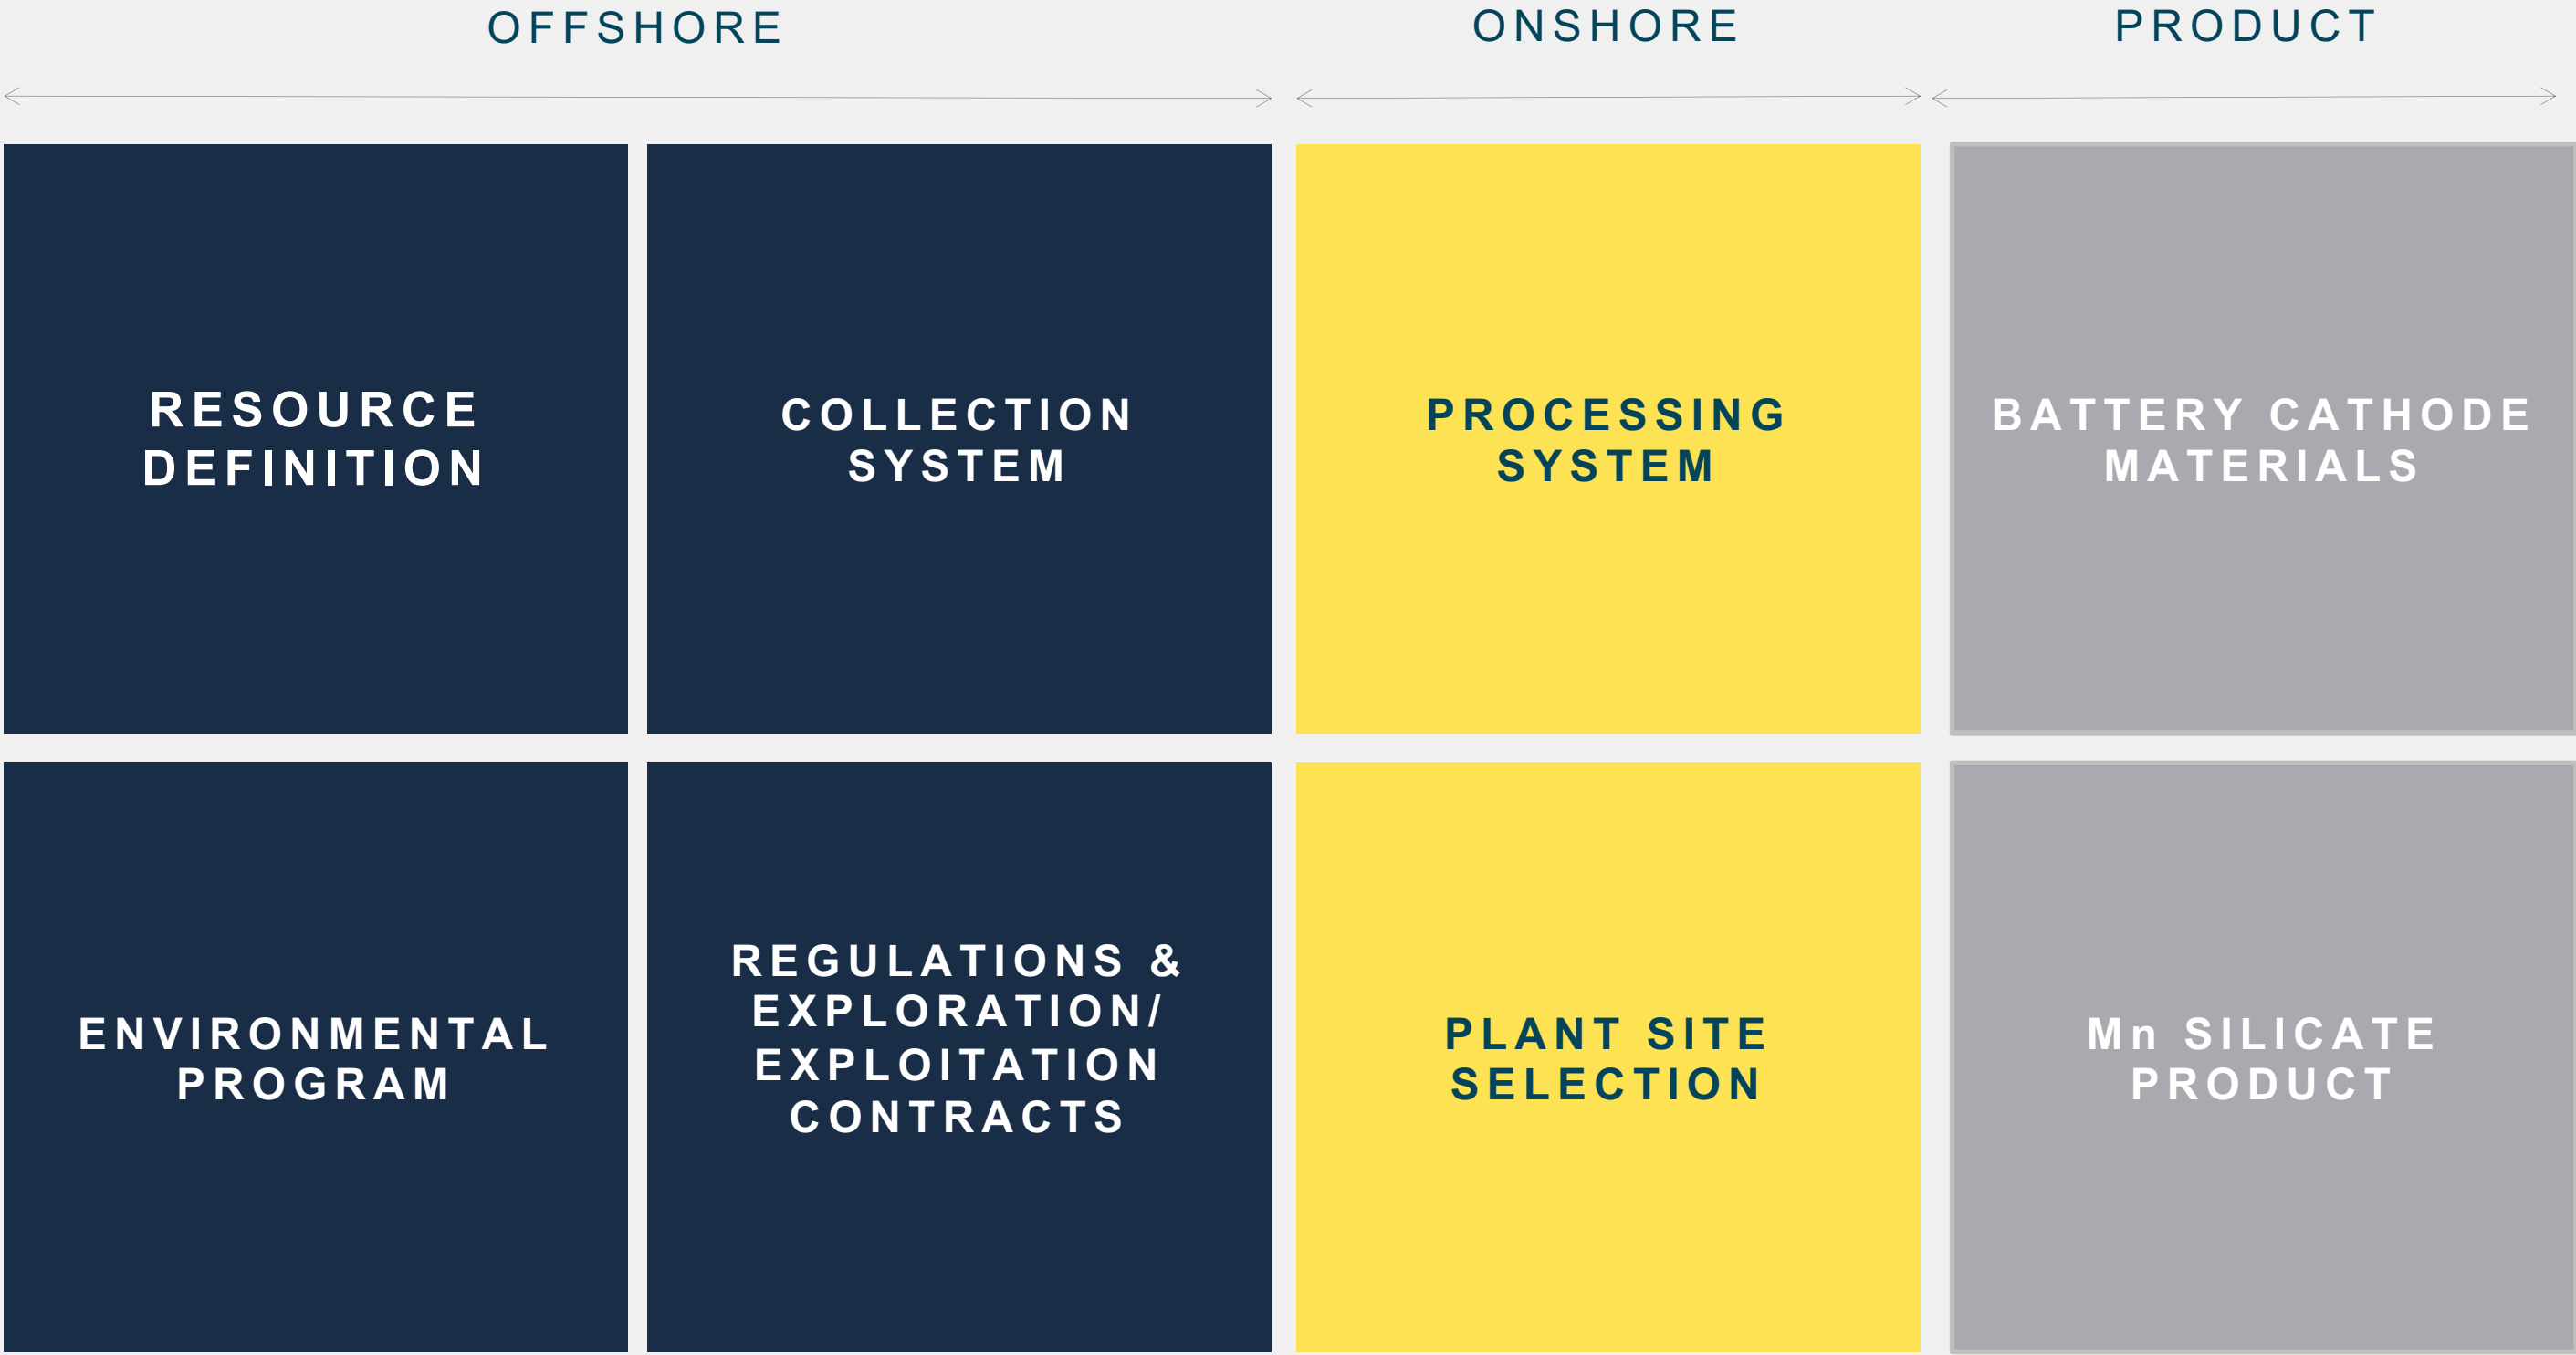 OFFSHORE
ONSHORE
PRODUCT
RESOURCE
DEFINITION
COLLECTION
SYSTEM
PROCESSING
SYSTEM
BATTERY CATHODE
MATERIALS
ENVIRONMENTAL
PROGRAM
REGULATIONS &
EXPLORATION/
EXPLOITATION
CONTRACTS
PLANT SITE
SELECTION
Mn SILICATE
PRODUCT